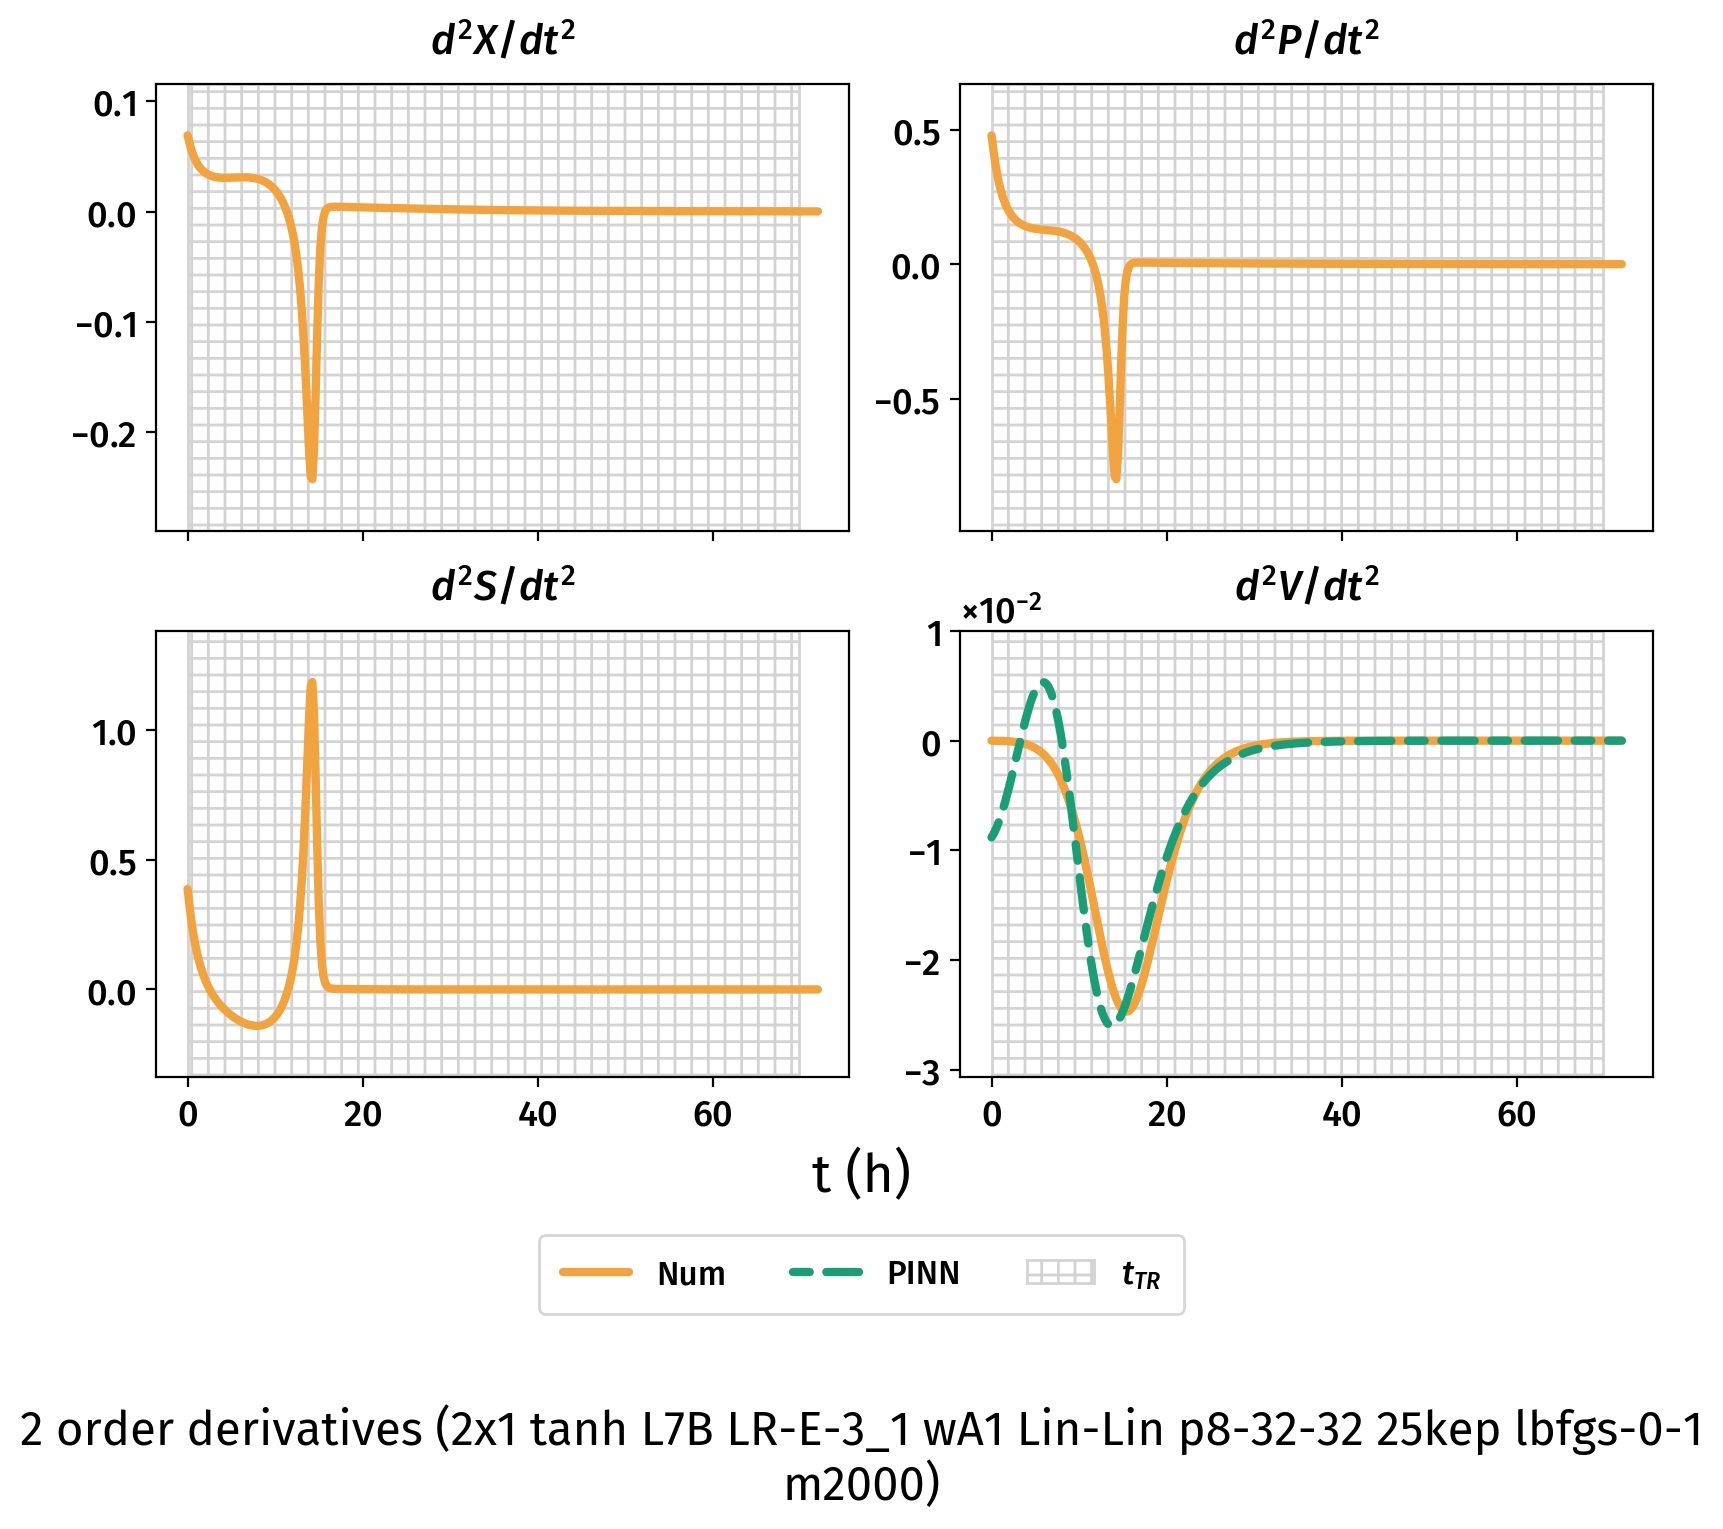 d²X/dt²
d²P/dt²
0.1
0.0
−0.1
−0.2
0.5
0.0
−0.5
d²S/dt²
d²V/dt²
1.0
0.5
0.0
×10⁻²
1
0
−1
−2
−3
0 20 40 60
0 20 40 60
t (h)
Num PINN t_TR
2 order derivatives (2x1 tanh L7B LR-E-3_1 wA1 Lin-Lin p8-32-32 25kep lbfgs-0-1
m2000)